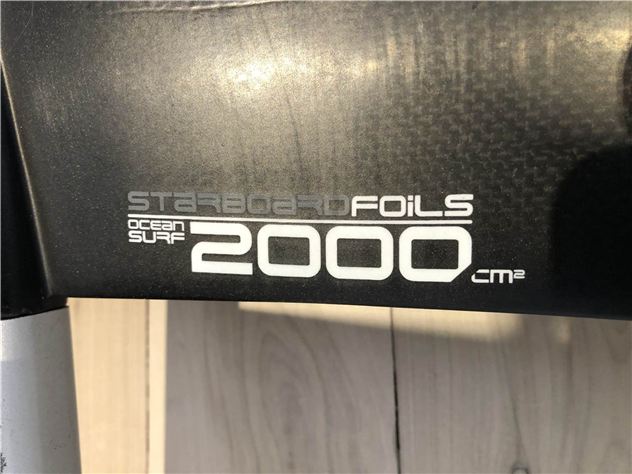 STARBOARDFOILS
OCEAN
SURF
2000 cm²